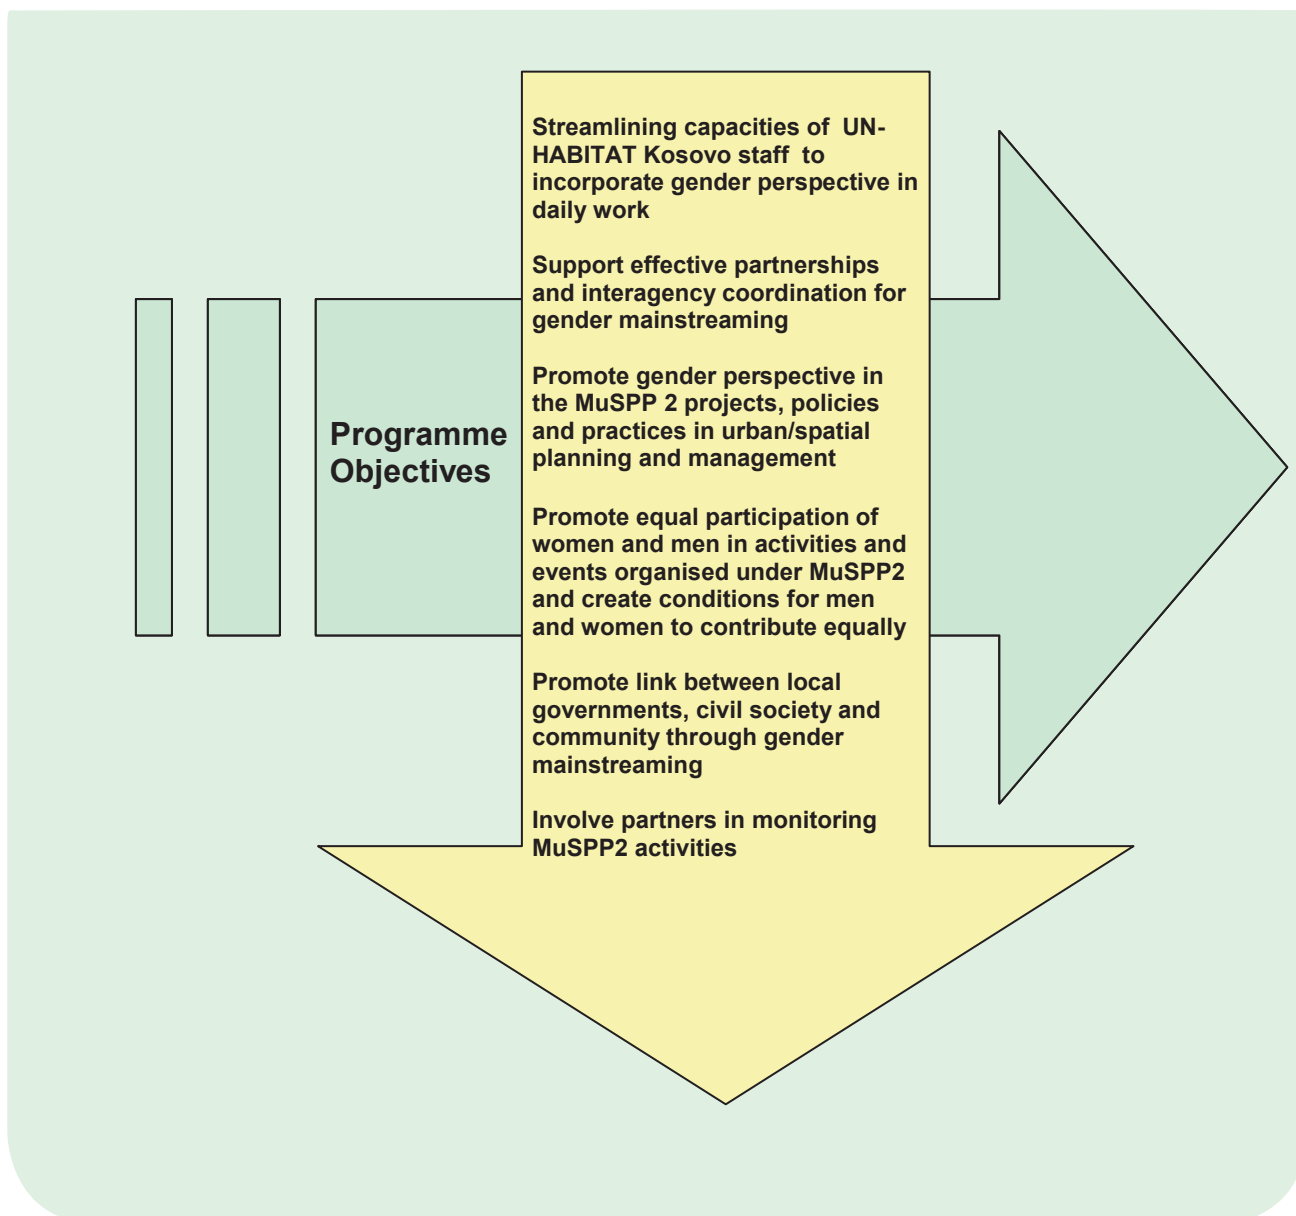 Programme
Objectives
Streamlining capacities of UN-
HABITAT Kosovo staff to
incorporate gender perspective in
daily work
Support effective partnerships
and interagency coordination for
gender mainstreaming
Promote gender perspective in
the MuSPP 2 projects, policies
and practices in urban/spatial
planning and management
Promote equal participation of
women and men in activities and
events organised under MuSPP2
and create conditions for men
and women to contribute equally
Promote link between local
governments, civil society and
community through gender
mainstreaming
Involve partners in monitoring
MuSPP2 activities